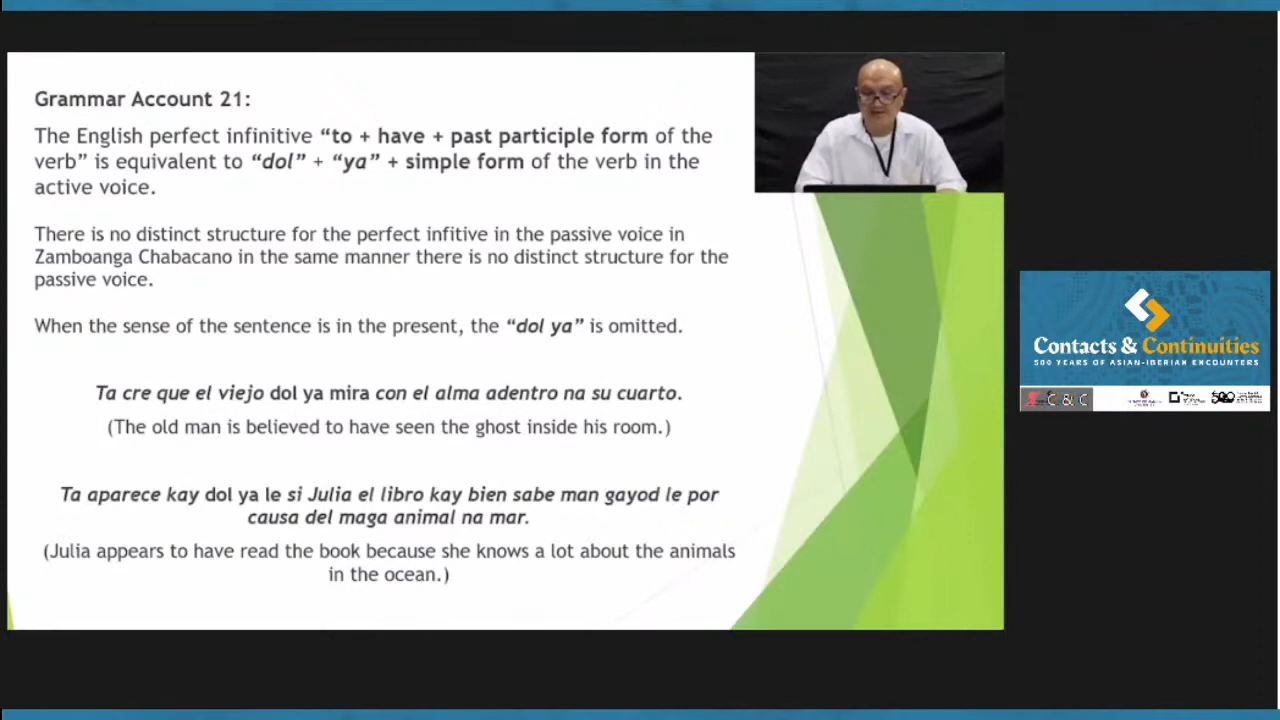 Grammar Account 21:
The English perfect infinitive “to + have + past participle form of the
verb” is equivalent to “dol” + “ya” + simple form of the verb in the
active voice.
There is no distinct structure for the perfect infitive in the passive voice in
Zamboanga Chabacano in the same manner there is no distinct structure for the
passive voice.
When the sense of the sentence is in the present, the “dol ya” is omitted.
Ta cre que el viejo dol ya mira con el alma adentro na su cuarto.
(The old man is believed to have seen the ghost inside his room.)
Ta aparece kay dol ya le si Julia el libro kay bien sabe man gayod le por
causa del maga animal na mar.
(Julia appears to have read the book because she knows a lot about the animals
in the ocean.)
Contacts & Continuities
500 YEARS OF ASIAN-IBERIAN ENCOUNTERS
C&C